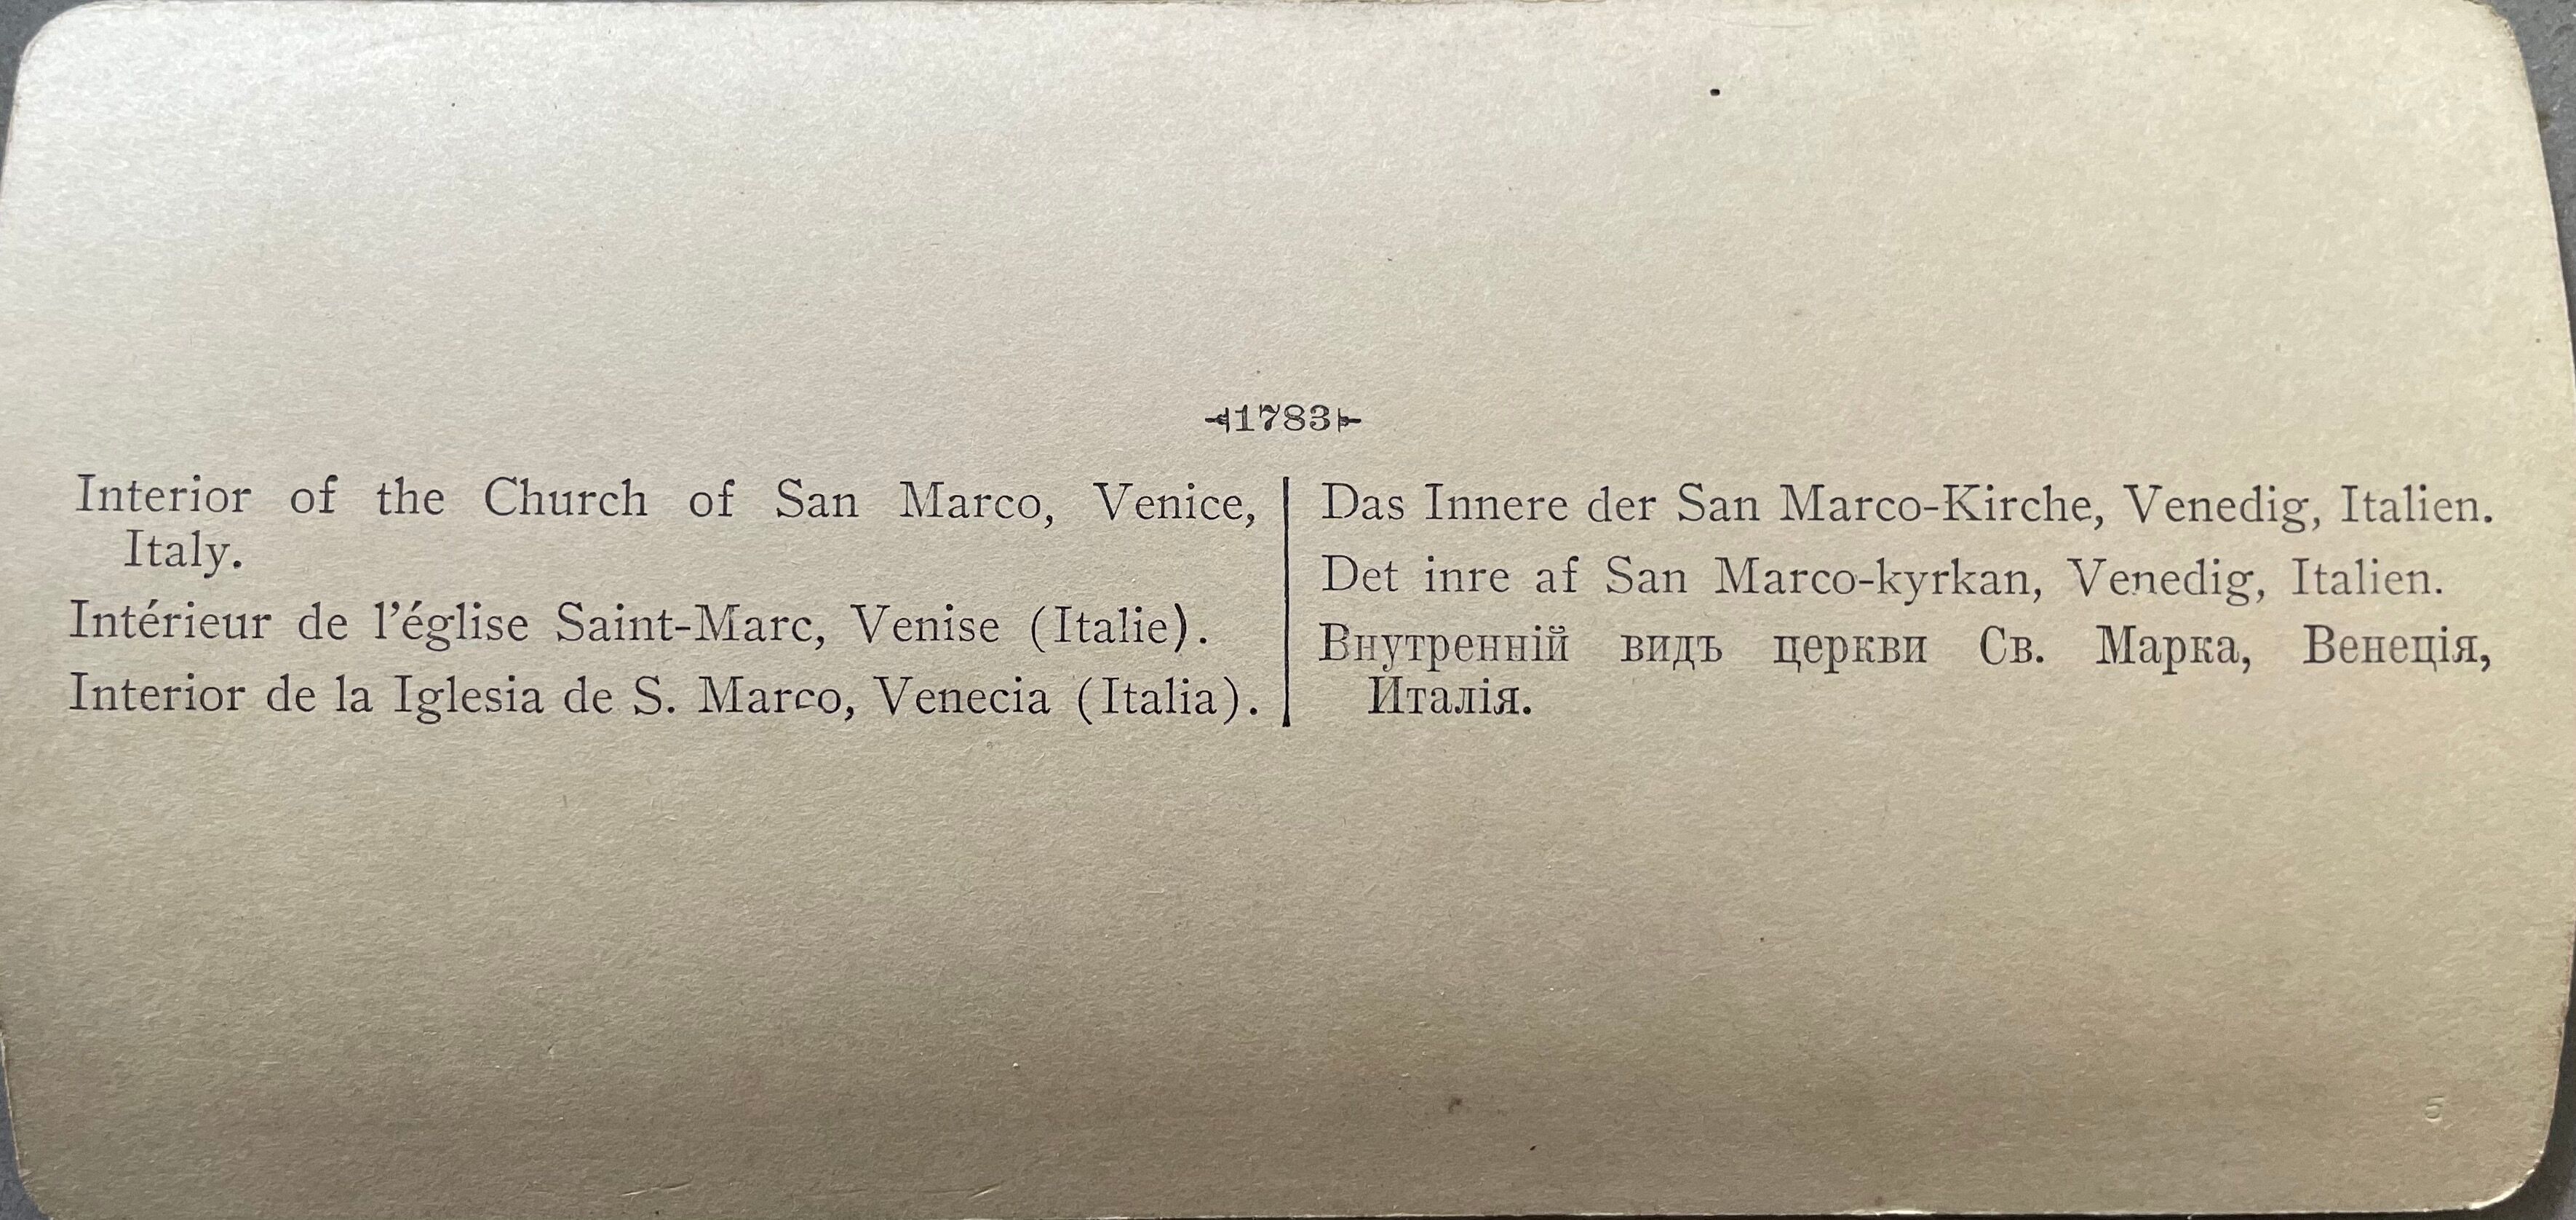 1783
Interior of the Church of San Marco, Venice,
Italy.
Intérieur de l'église Saint-Marc, Venise (Italie).
Interior de la Iglesia de S. Marco, Venecia (Italia).
Das Innere der San Marco-Kirche, Venedig, Italien.
Det inre af San Marco-kyrkan, Venedig, Italien.
Внутренній видъ церкви Св. Марка, Венеція,
Италія.
5